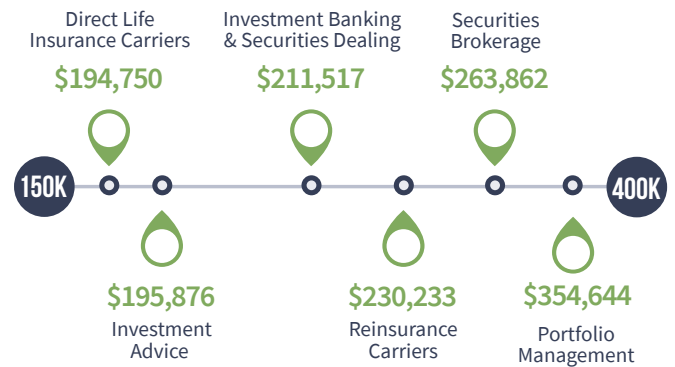 Direct Life
Insurance Carriers
$194,750
Investment Banking
& Securities Dealing
$211,517
Securities
Brokerage
$263,862
150K
400K
$195,876
Investment
Advice
$230,233
Reinsurance
Carriers
$354,644
Portfolio
Management